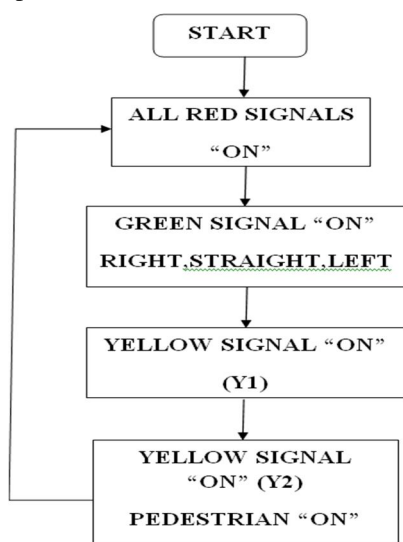 START
ALL RED SIGNALS
“ON”
GREEN SIGNAL “ON”
RIGHT,STRAIGHT,LEFT
YELLOW SIGNAL “ON”
(Y1)
YELLOW SIGNAL
“ON” (Y2)
PEDESTRIAN “ON”